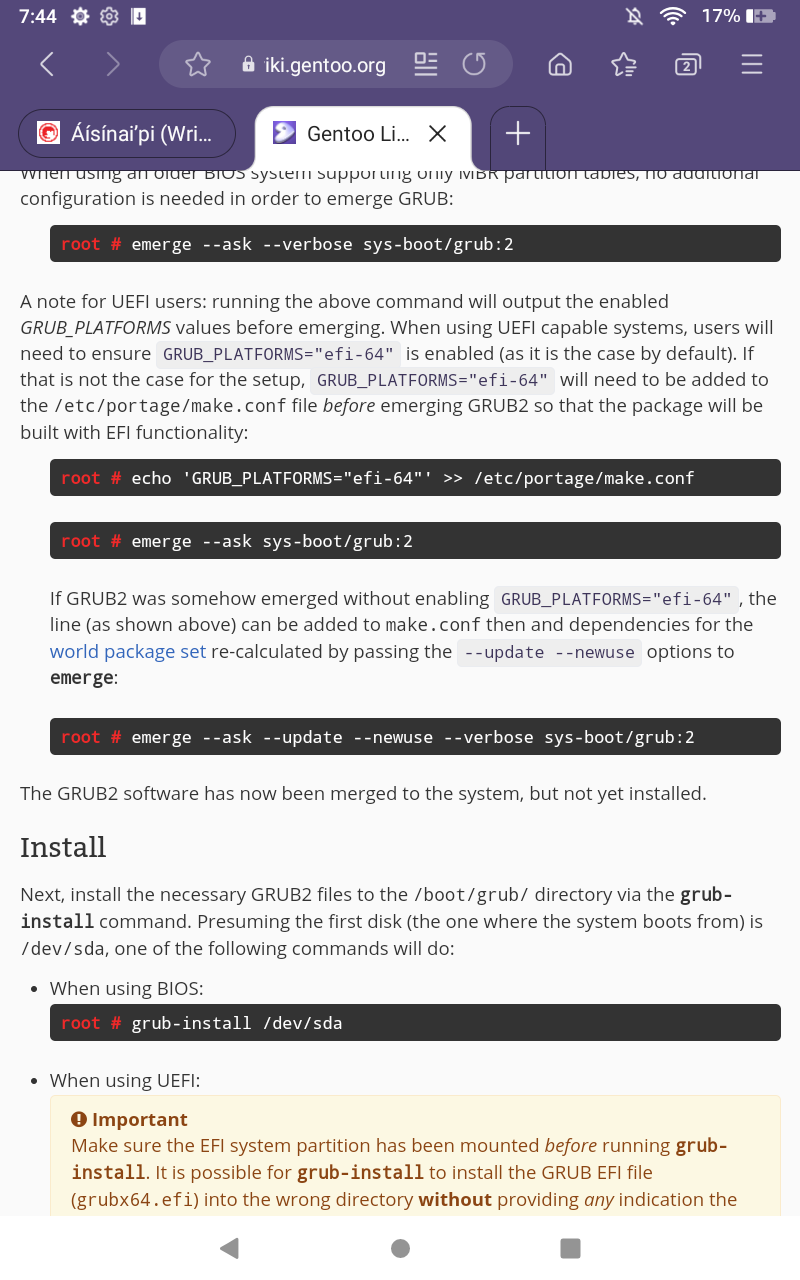 7:44
17%
iki.gentoo.org
2
Áísínai'pi (Wri...
Gentoo Li...
When using an older BIOS system supporting only MBR partition tables, no additional
configuration is needed in order to emerge GRUB:
root # emerge --ask --verbose sys-boot/grub:2
A note for UEFI users: running the above command will output the enabled
GRUB_PLATFORMS values before emerging. When using UEFI capable systems, users will
need to ensure GRUB_PLATFORMS="efi-64" is enabled (as it is the case by default). If
that is not the case for the setup, GRUB_PLATFORMS="efi-64" will need to be added to
the /etc/portage/make.conf file before emerging GRUB2 so that the package will be
built with EFI functionality:
root # echo 'GRUB_PLATFORMS="efi-64"' >> /etc/portage/make.conf
root # emerge --ask sys-boot/grub:2
If GRUB2 was somehow emerged without enabling GRUB_PLATFORMS="efi-64" , the
line (as shown above) can be added to make.conf then and dependencies for the
world package set re-calculated by passing the --update --newuse options to
emerge:
root # emerge --ask --update --newuse --verbose sys-boot/grub:2
The GRUB2 software has now been merged to the system, but not yet installed.
Install
Next, install the necessary GRUB2 files to the /boot/grub/ directory via the grub-
install command. Presuming the first disk (the one where the system boots from) is
/dev/sda, one of the following commands will do:
• When using BIOS:
root # grub-install /dev/sda
• When using UEFI:
Important
Make sure the EFI system partition has been mounted before running grub-
install. It is possible for grub-install to install the GRUB EFI file
(grubx64.efi) into the wrong directory without providing any indication the